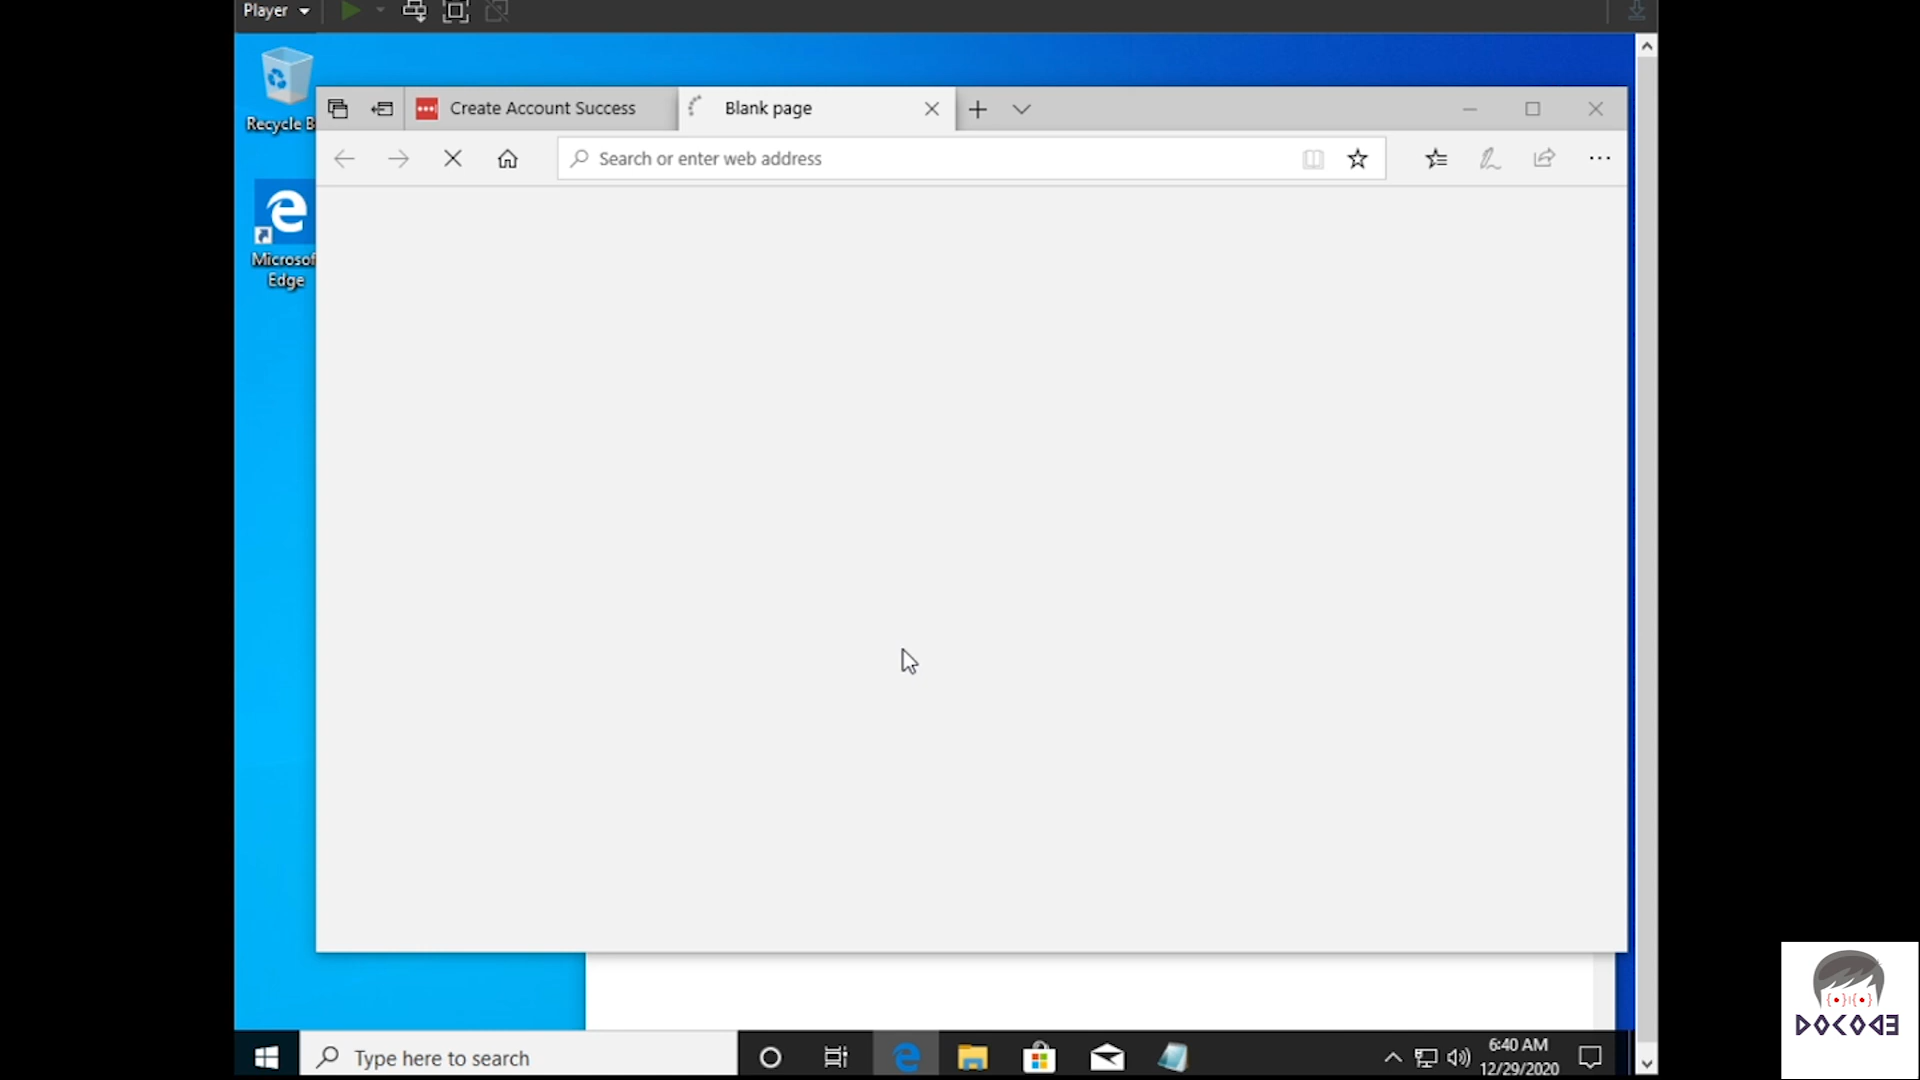 Player
Recycle B
Create Account Success
Blank page
Search or enter web address
Microsof
Edge
Type here to search
6:40 AM
12/29/2020
DOCODE